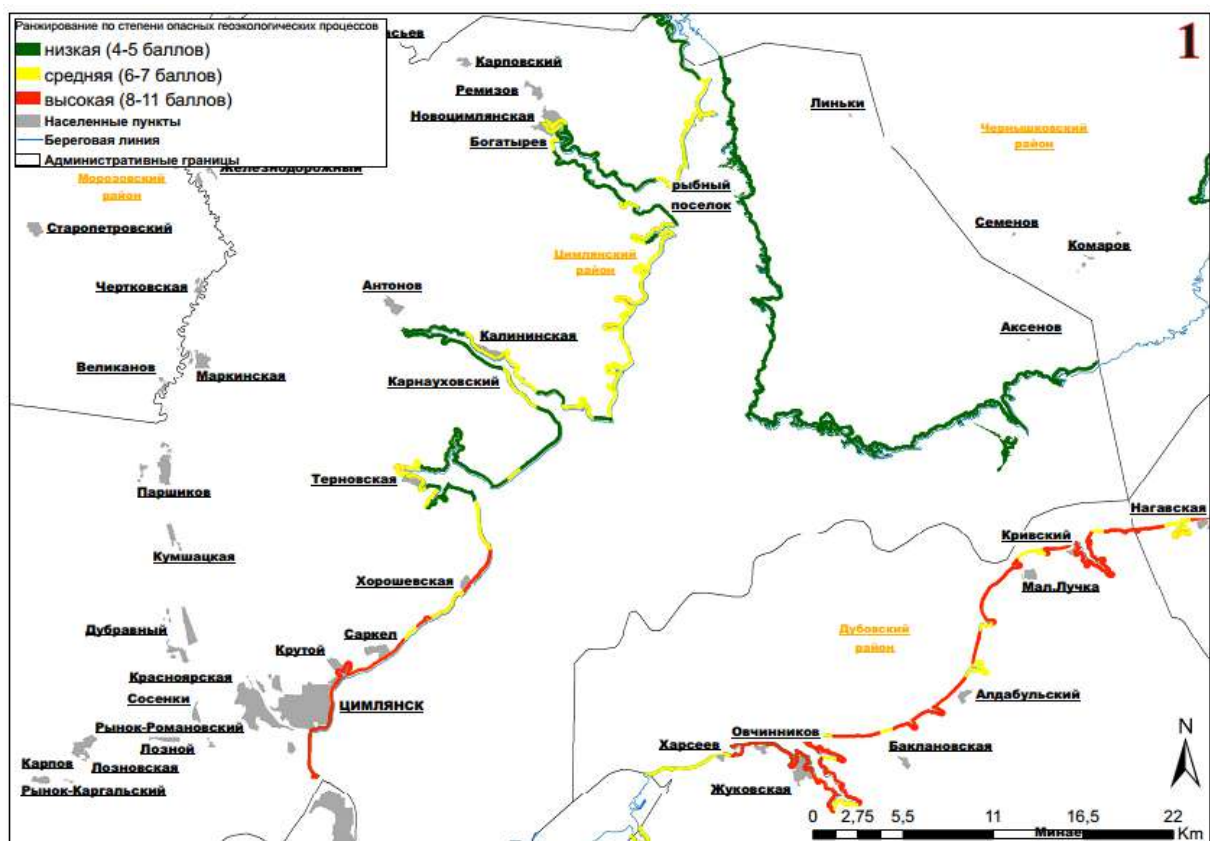 Ранжирование по степени опасных геоэкологических процессов
низкая (4-5 баллов)
средняя (6-7 баллов)
высокая (8-11 баллов)
Населенные пункты
Береговая линия
Административные границы
1
Карповский
Ремизов
Новоцимлянская
Богатырев
Линьки
Чернышковский
район
Железнодорожный
Морозовский
район
рыбный
поселок
Старопетровский
Семенов
Комаров
Цимлянский
район
Чертковская
Антонов
Калининская
Аксенов
Великанов
Маркинская
Карнауховский
Терновская
Паршиков
Нагавская
Кривский
Кумшацкая
Хорошевская
Мал.Лучка
Дубравный
Саркел
Дубовский
район
Крутой
Красноярская
Сосенки
ЦИМЛЯНСК
Алдабульский
Рынок-Романовский
Лозной
Овчинников
Баклановская
Харсеев
Карпов
Лозновская
Рынок-Каргальский
Жуковская
N
0 2,75 5,5 11 16,5 22
Km